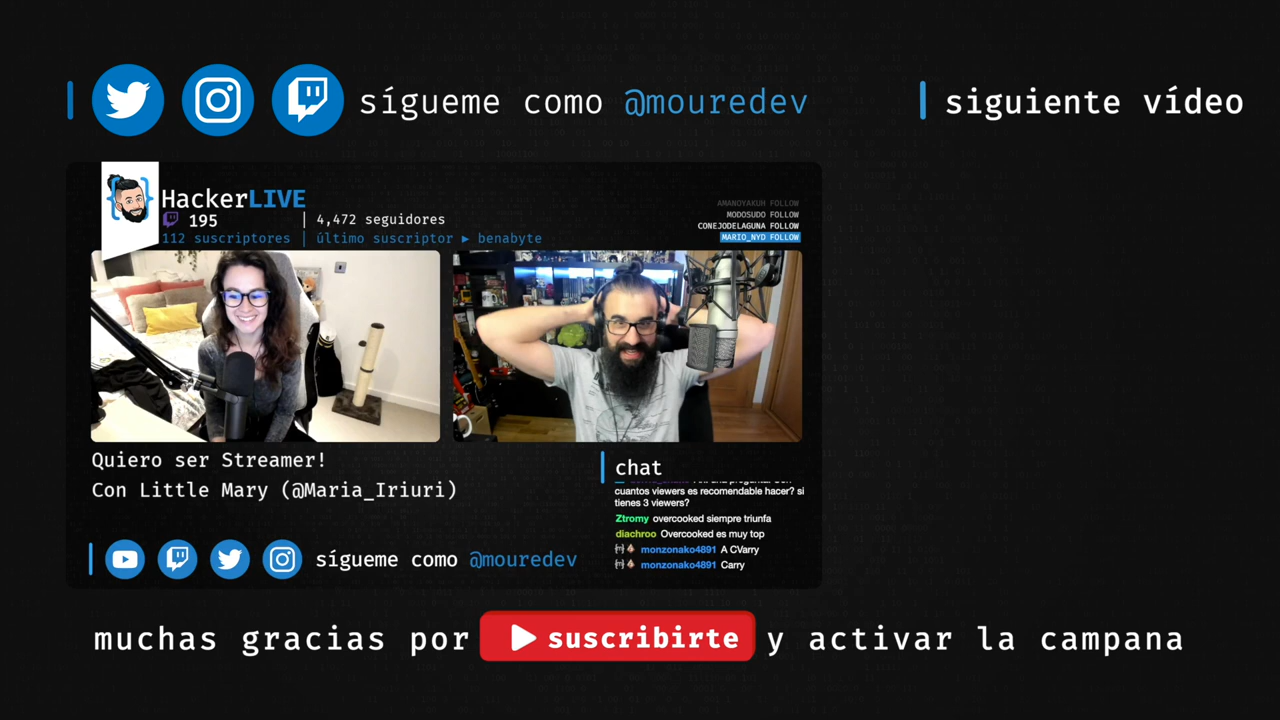 sígueme como @mouredev
siguiente vídeo
HackerLIVE
195 | 4,472 seguidores
112 suscriptores | último suscriptor ▶ benabyte
AMANOYAKUH FOLLOW
MODOSUDO FOLLOW
CONEJODELAGUNA FOLLOW
MARIO_NYD FOLLOW
Quiero ser Streamer!
Con Little Mary (@Maria_Iriuri)
chat
cuantos viewers es recomendable hacer? si
tienes 3 viewers?
Ztromy overcooked siempre triunfa
diachroo Overcooked es muy top
monzonako4891 A CVarry
monzonako4891 Carry
sígueme como @mouredev
muchas gracias por suscribirte y activar la campana